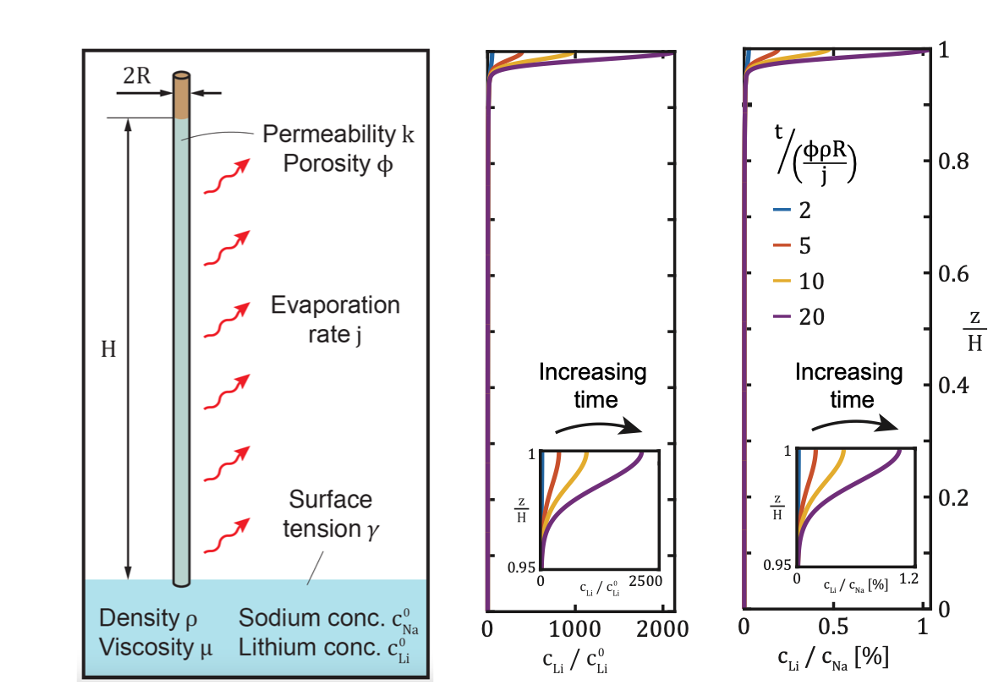 2R
Permeability k
Porosity ϕ
Evaporation
rate j
H
Surface
tension γ
Density ρ
Viscosity μ
Sodium conc. c⁰Na
Lithium conc. c⁰Li
Increasing
time
1
z/H
0.95
0
2500
cLi / c⁰Li
0
1000
2000
cLi / c⁰Li
t/(ϕρR/j)
2
5
10
20
Increasing
time
1
z/H
0.95
0
1.2
cLi / cNa [%]
0
0.5
1
cLi / cNa [%]
1
0.8
0.6
z/H
0.4
0.2
0